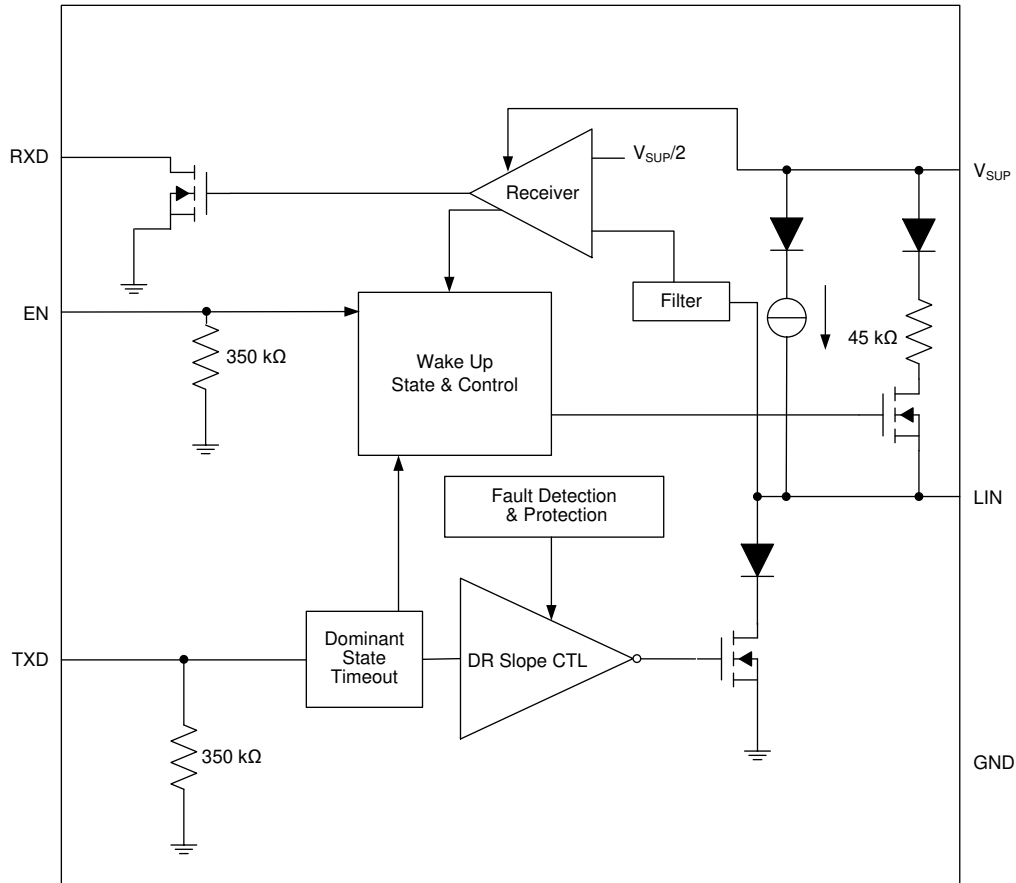 RXD
V_SUP/2
V_SUP
Receiver
EN
Filter
350 kΩ
45 kΩ
Wake Up
State & Control
Fault Detection
& Protection
LIN
TXD
Dominant
State
Timeout
DR Slope CTL
350 kΩ
GND